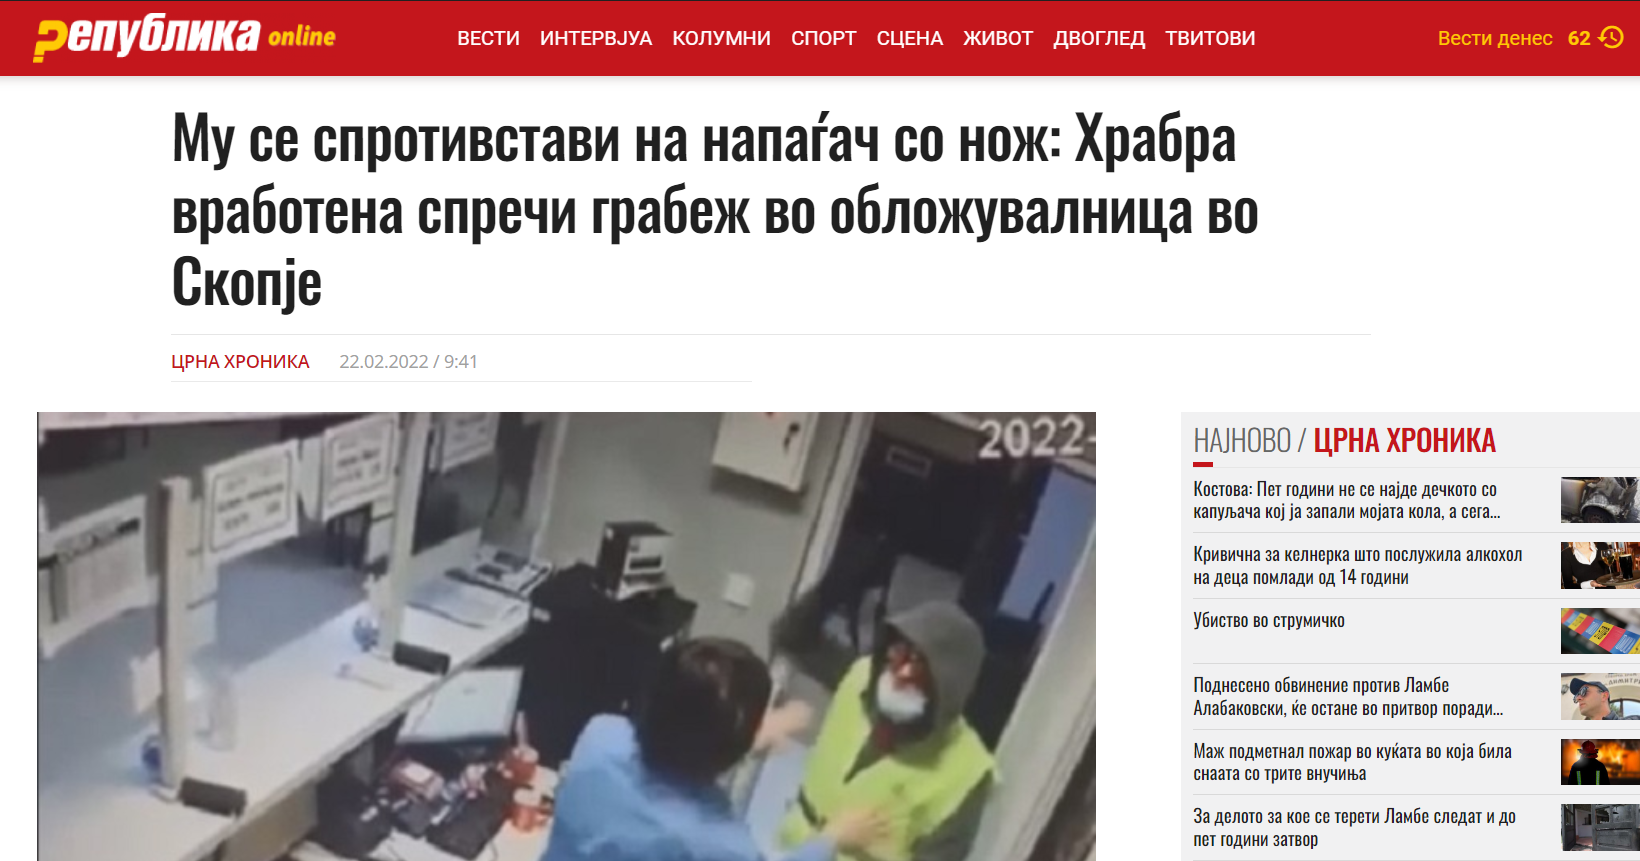 Република online
ВЕСТИ ИНТЕРВЈУА КОЛУМНИ СПОРТ СЦЕНА ЖИВОТ ДВОГЛЕД ТВИТОВИ
Вести денес 62
Му се спротивстави на напаѓач со нож: Храбра
вработена спречи грабеж во обложувалница во
Скопје
ЦРНА ХРОНИКА 22.02.2022 / 9:41
2022-
НАЈНОВО / ЦРНА ХРОНИКА
Костова: Пет години не се најде дечкото со
капуљача кој ја запали мојата кола, а сега...
Кривична за келнерка што послужила алкохол
на деца помлади од 14 години
Убиство во струмичко
Поднесено обвинение против Ламбе
Алабаковски, ќе остане во притвор поради...
Маж подметнал пожар во куќата во која била
снаата со трите внучиња
За делото за кое се терети Ламбе следат и до
пет години затвор